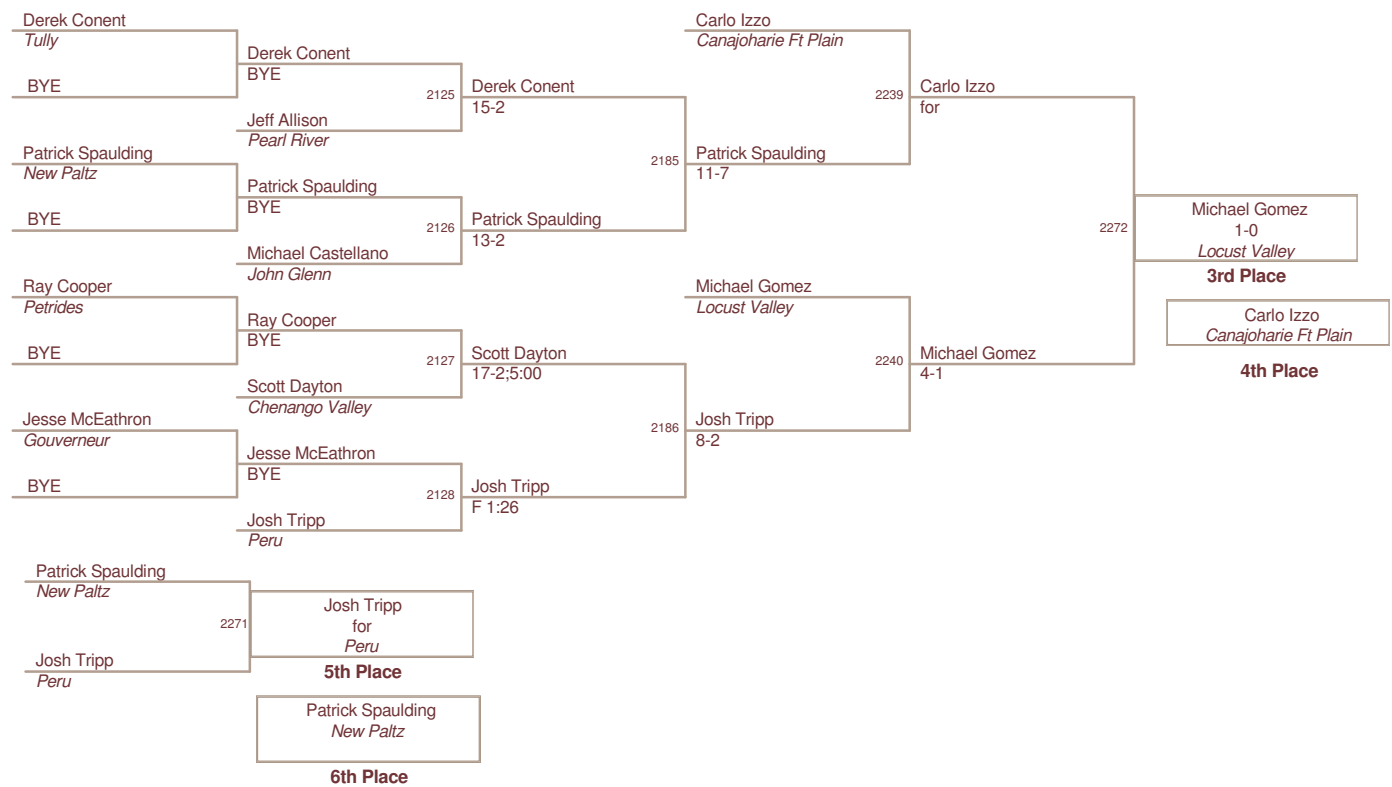 Derek Conent
Tully
BYE
Patrick Spaulding
New Paltz
BYE
Ray Cooper
Petrides
BYE
Jesse McEathron
Gouverneur
BYE
Derek Conent
BYE
2125
Jeff Allison
Pearl River
Patrick Spaulding
BYE
2126
Michael Castellano
John Glenn
Ray Cooper
BYE
2127
Scott Dayton
Chenango Valley
Jesse McEathron
BYE
2128
Josh Tripp
Peru
Derek Conent
15-2
2185
Patrick Spaulding
13-2
Scott Dayton
17-2;5:00
2186
Josh Tripp
F 1:26
Carlo Izzo
Canajoharie Ft Plain
2239
Patrick Spaulding
11-7
Michael Gomez
Locust Valley
2240
Josh Tripp
8-2
Carlo Izzo
for
2272
Michael Gomez
4-1
Michael Gomez
1-0
Locust Valley
3rd Place
Carlo Izzo
Canajoharie Ft Plain
4th Place
Patrick Spaulding
New Paltz
2271
Josh Tripp
Peru
Josh Tripp
for
Peru
5th Place
Patrick Spaulding
New Paltz
6th Place